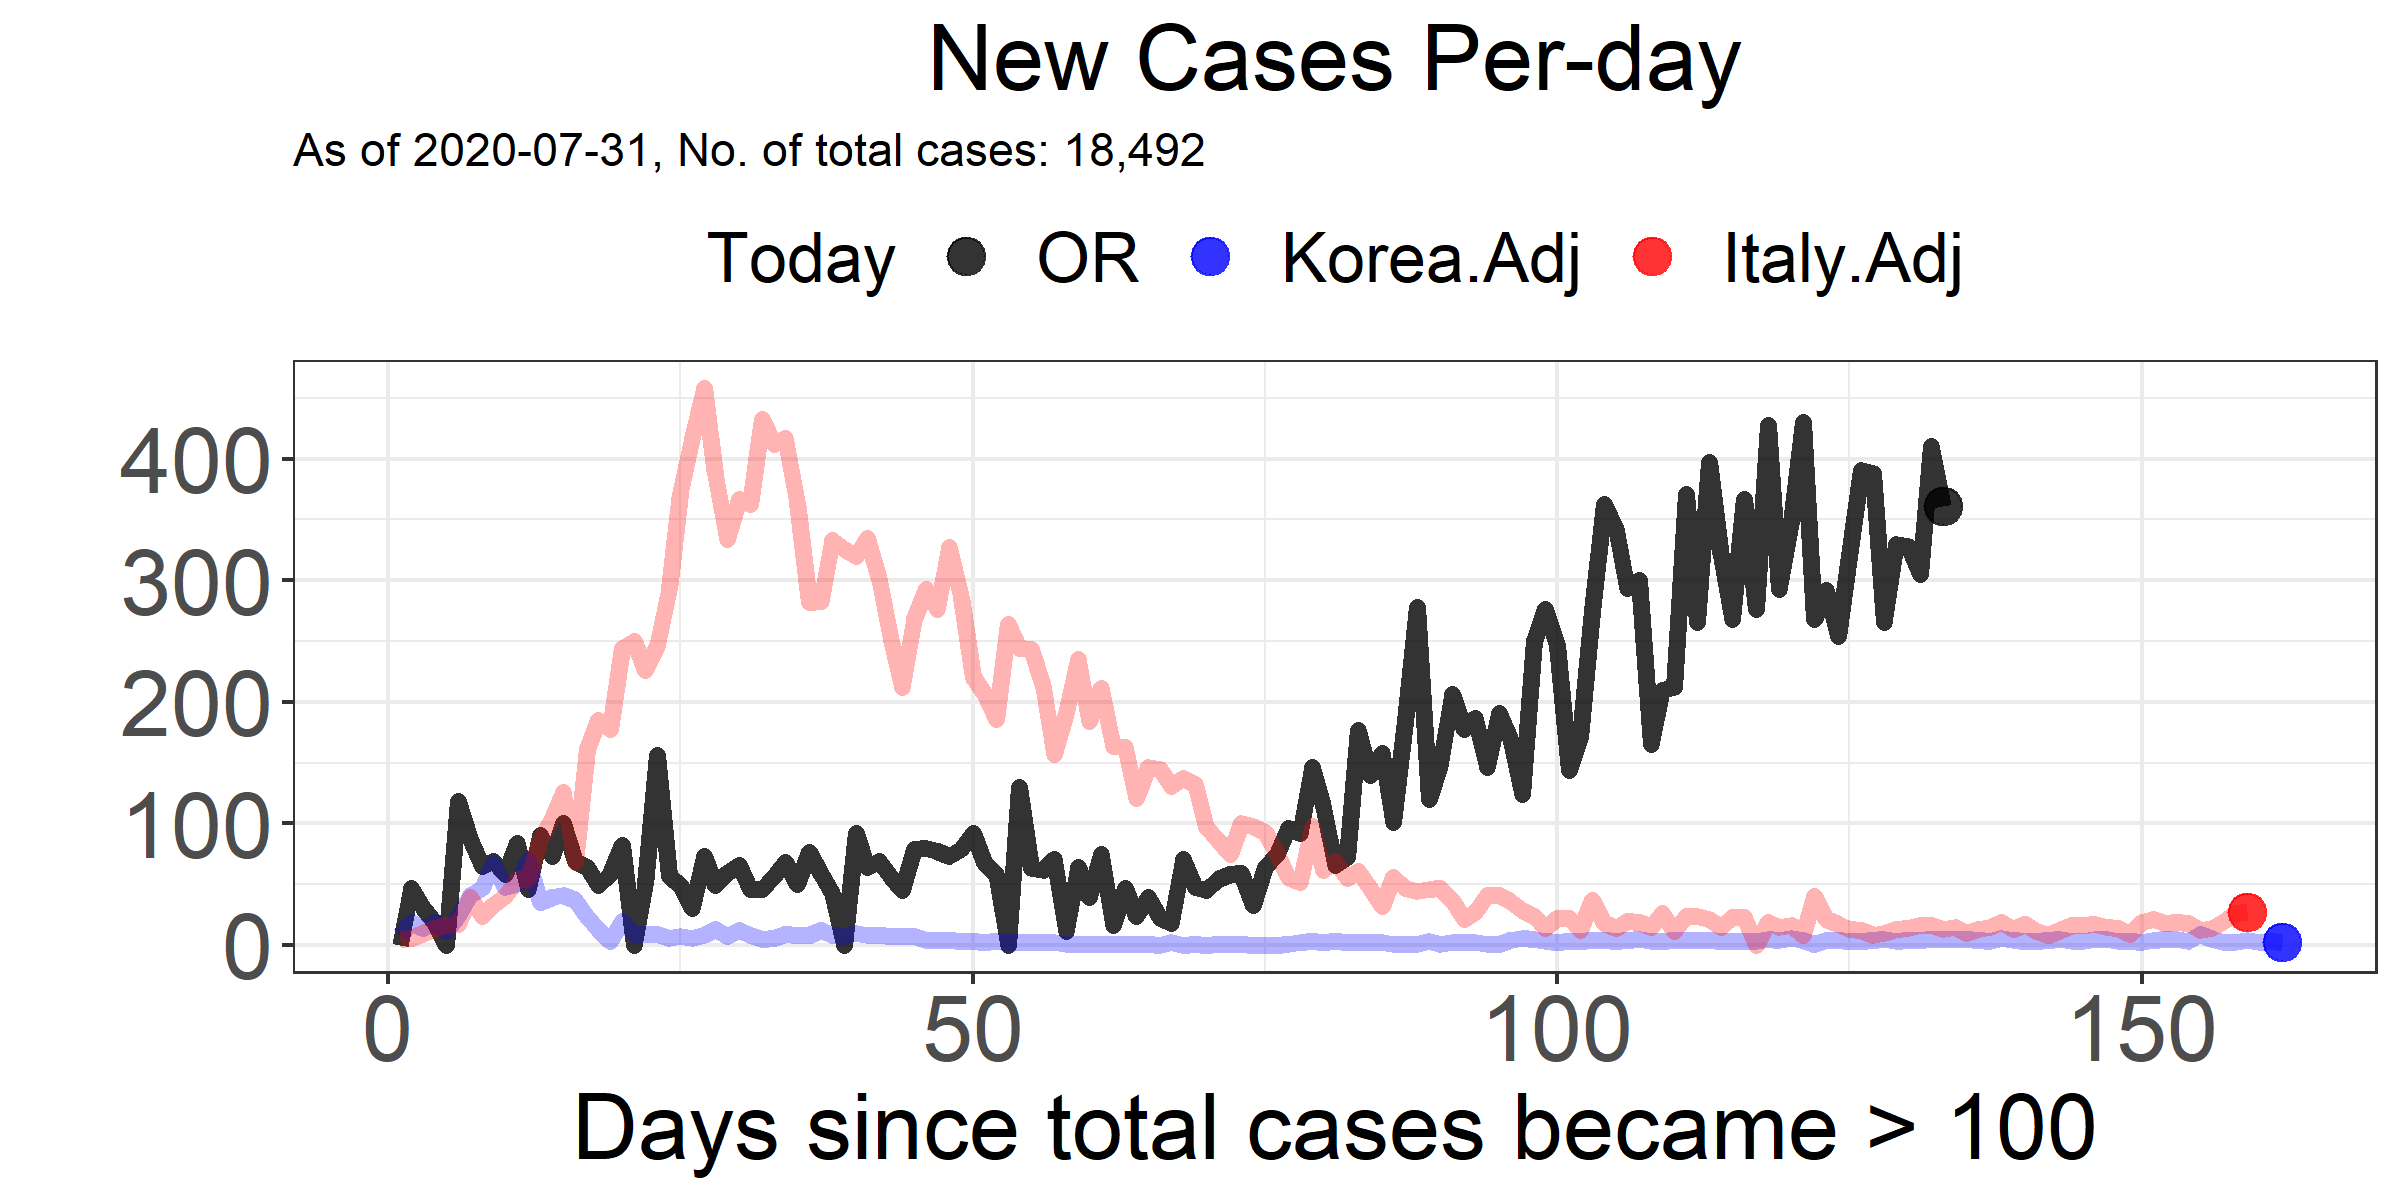 New Cases Per-day
As of 2020-07-31, No. of total cases: 18,492
Today OR Korea.Adj Italy.Adj
400
300
200
100
0
0 50 100 150
Days since total cases became > 100